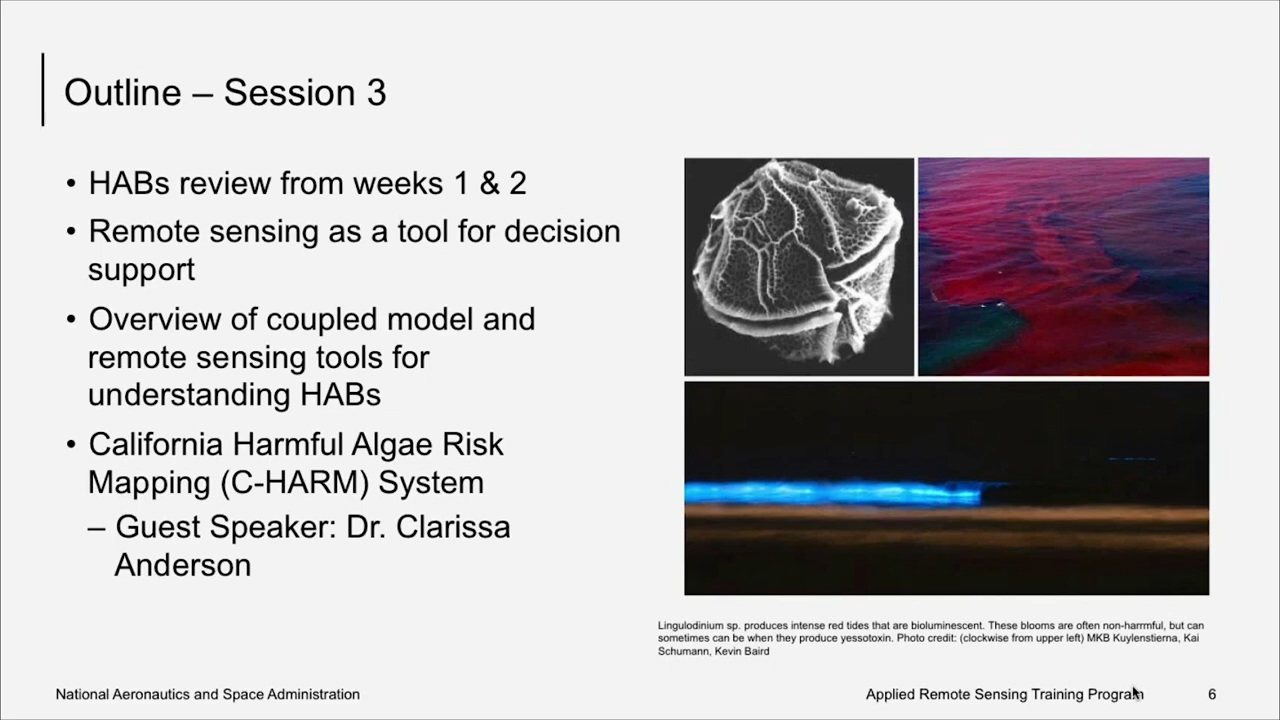 Outline – Session 3
• HABs review from weeks 1 & 2
• Remote sensing as a tool for decision
support
• Overview of coupled model and
remote sensing tools for
understanding HABs
• California Harmful Algae Risk
Mapping (C-HARM) System
– Guest Speaker: Dr. Clarissa
Anderson
Lingulodinium sp. produces intense red tides that are bioluminescent. These blooms are often non-harrmful, but can
sometimes can be when they produce yessotoxin. Photo credit: (clockwise from upper left) MKB Kuylenstierna, Kai
Schumann, Kevin Baird
National Aeronautics and Space Administration
Applied Remote Sensing Training Program
6